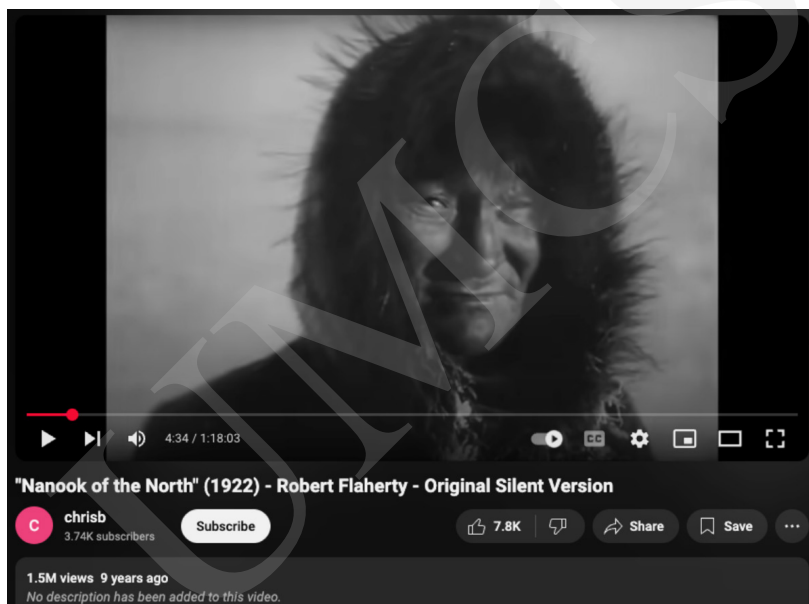 UMCS
4:34 / 1:18:03
CC
"Nanook of the North" (1922) - Robert Flaherty - Original Silent Version
C
chrisb
3.74K subscribers
Subscribe
7.8K
Share
Save
1.5M views 9 years ago
No description has been added to this video.